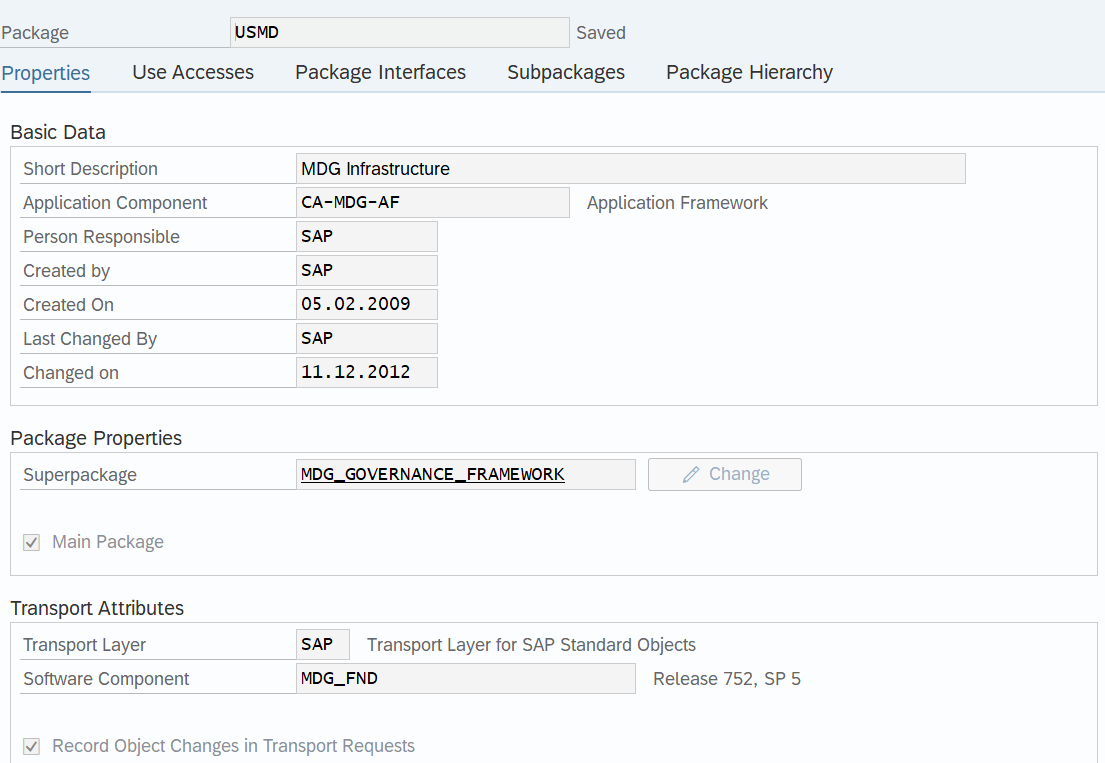 Package USMD Saved
Properties Use Accesses Package Interfaces Subpackages Package Hierarchy
Basic Data
Short Description MDG Infrastructure
Application Component CA-MDG-AF Application Framework
Person Responsible SAP
Created by SAP
Created On 05.02.2009
Last Changed By SAP
Changed on 11.12.2012
Package Properties
Superpackage MDG_GOVERNANCE_FRAMEWORK Change
Main Package
Transport Attributes
Transport Layer SAP Transport Layer for SAP Standard Objects
Software Component MDG_FND Release 752, SP 5
Record Object Changes in Transport Requests